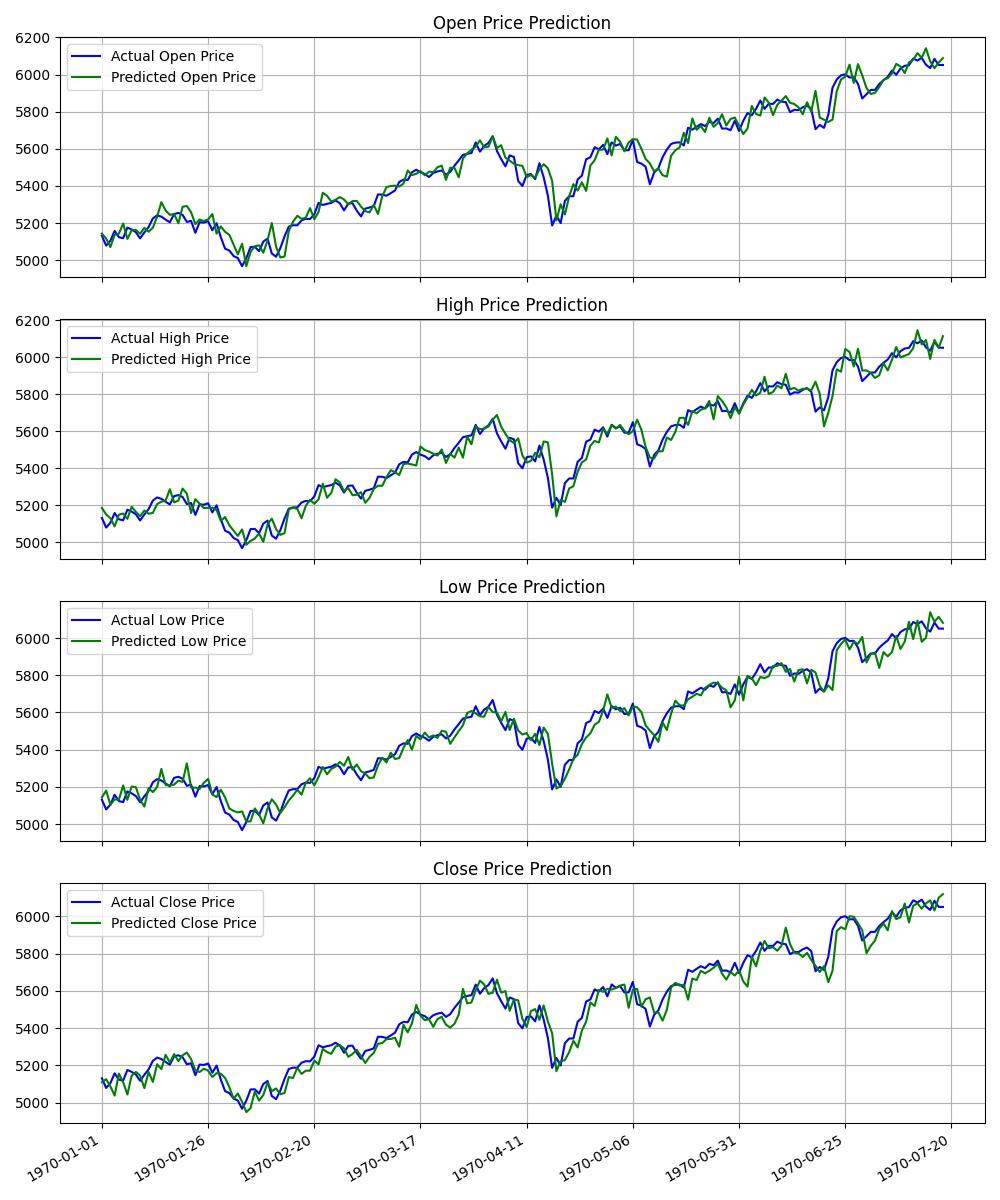 Open Price Prediction
6200
6000
5800
5600
5400
5200
5000
Actual Open Price
Predicted Open Price
High Price Prediction
6200
6000
5800
5600
5400
5200
5000
Actual High Price
Predicted High Price
Low Price Prediction
6000
5800
5600
5400
5200
5000
Actual Low Price
Predicted Low Price
Close Price Prediction
6000
5800
5600
5400
5200
5000
Actual Close Price
Predicted Close Price
1970-01-01
1970-01-26
1970-02-20
1970-03-17
1970-04-11
1970-05-06
1970-05-31
1970-06-25
1970-07-20